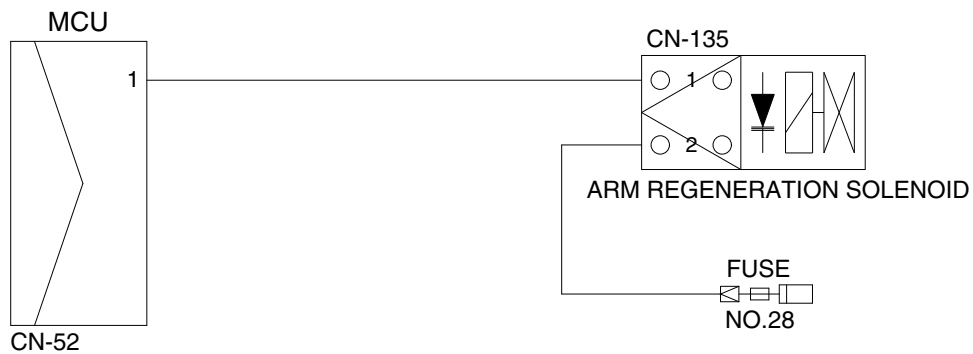 MCU
CN-135
1
1
2
ARM REGENERATION SOLENOID
FUSE
NO.28
CN-52